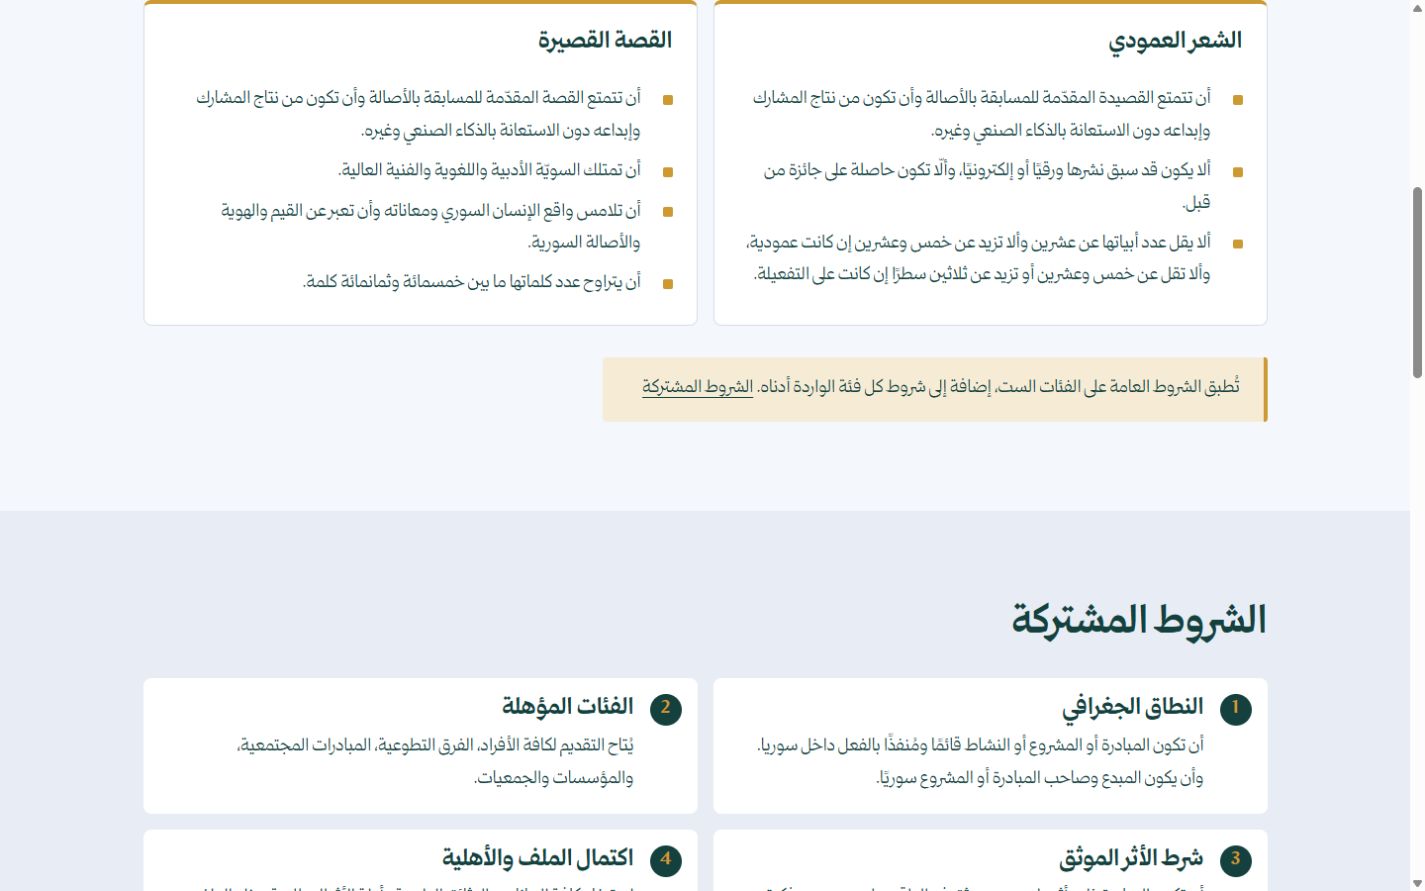 الشعر العمودي
أن تتمتع القصيدة المقدّمة للمسابقة بالأصالة وأن تكون من نتاج المشارك
وإبداعه دون الاستعانة بالذكاء الصنعي وغيره.
ألا يكون قد سبق نشرها ورقيًا أو إلكترونيًا، وألّا تكون حاصلة على جائزة من
قبل.
ألا يقل عدد أبياتها عن عشرين وألا تزيد عن خمس وعشرين إن كانت عمودية،
وألا تقل عن خمس وعشرين أو تزيد عن ثلاثين سطرًا إن كانت على التفعيلة.
القصة القصيرة
أن تتمتع القصة المقدّمة للمسابقة بالأصالة وأن تكون من نتاج المشارك
وإبداعه دون الاستعانة بالذكاء الصنعي وغيره.
أن تمتلك السويّة الأدبية واللغوية والفنية العالية.
أن تلامس واقع الإنسان السوري ومعاناته وأن تعبر عن القيم والهوية
والأصالة السورية.
أن يتراوح عدد كلماتها ما بين خمسمائة وثمانمائة كلمة.
تُطبق الشروط العامة على الفئات الست، إضافة إلى شروط كل فئة الواردة أدناه. الشروط المشتركة
الشروط المشتركة
1 النطاق الجغرافي
أن تكون المبادرة أو المشروع أو النشاط قائمًا ومُنفذًا بالفعل داخل سوريا.
وأن يكون المبدع وصاحب المبادرة أو المشروع سوريًا.
2 الفئات المؤهلة
يُتاح التقديم لكافة الأفراد، الفرق التطوعية، المبادرات المجتمعية،
والمؤسسات والجمعيات.
3 شرط الأثر الموثق
4 اكتمال الملف والأهلية